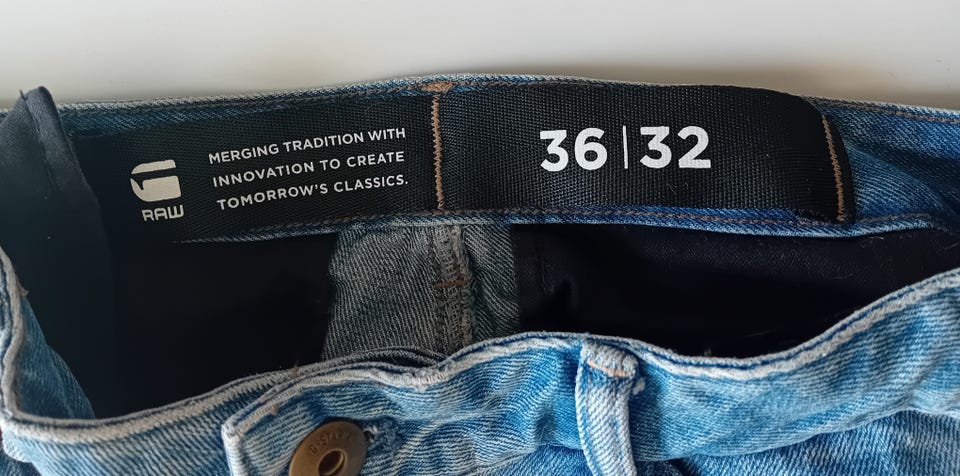 MERGING TRADITION WITH
INNOVATION TO CREATE
TOMORROW'S CLASSICS.
RAW
36 | 32